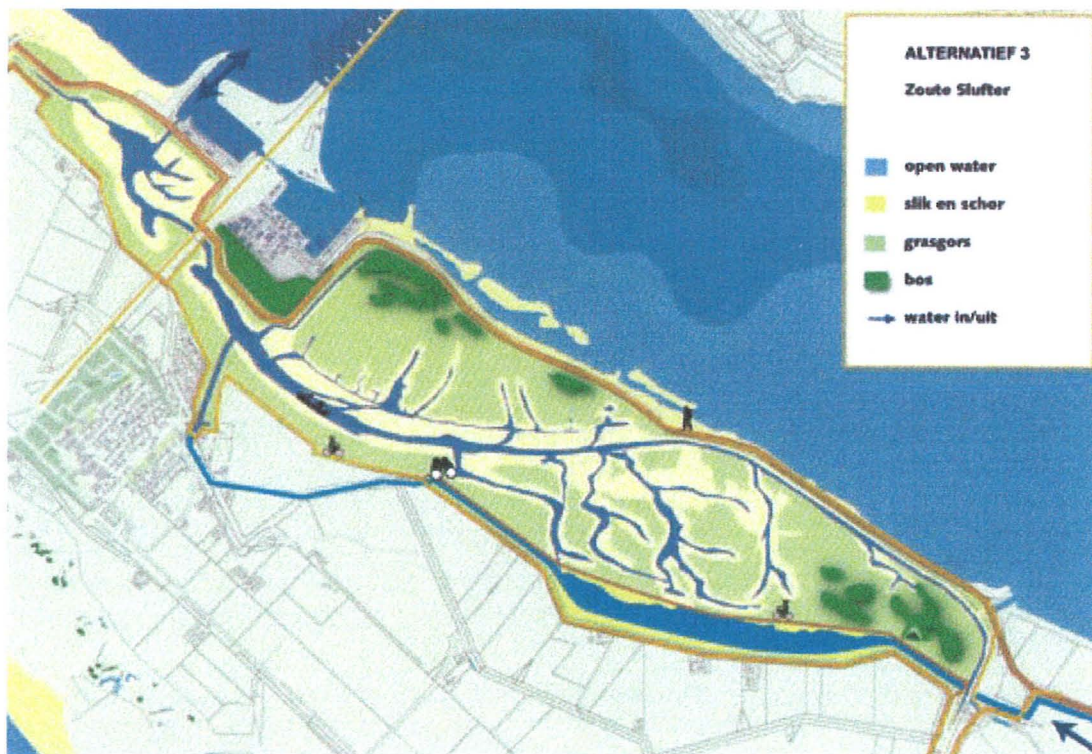 ALTERNATIEF 3
Zoute Slufter
open water
slik en schor
grasgors
bos
water in/uit